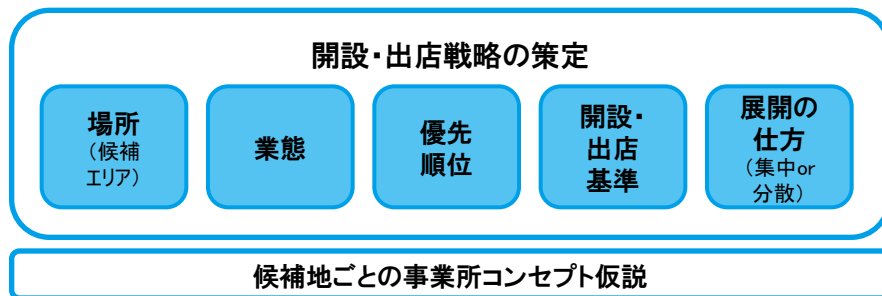 開設・出店戦略の策定
場所
（候補
エリア）
業態
優先
順位
開設・
出店
基準
展開の
仕方
（集中or
分散）
候補地ごとの事業所コンセプト仮説